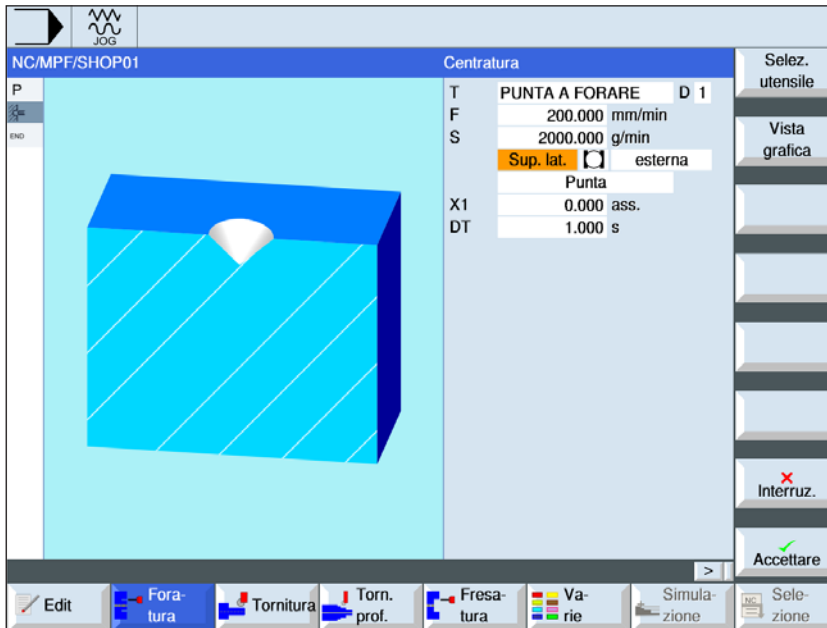 JOG
NC/MPF/SHOP01
Centratura
P
END
T PUNTA A FORARE D 1
F 200.000 mm/min
S 2000.000 g/min
Sup. lat. esterna
Punta
X1 0.000 ass.
DT 1.000 s
Selez.
utensile
Vista
grafica
Interruz.
Accettare
>
Edit
Fora-
tura
Tornitura
Torn.
prof.
Fresa-
tura
Va-
rie
Simula-
zione
NC
Sele-
zione